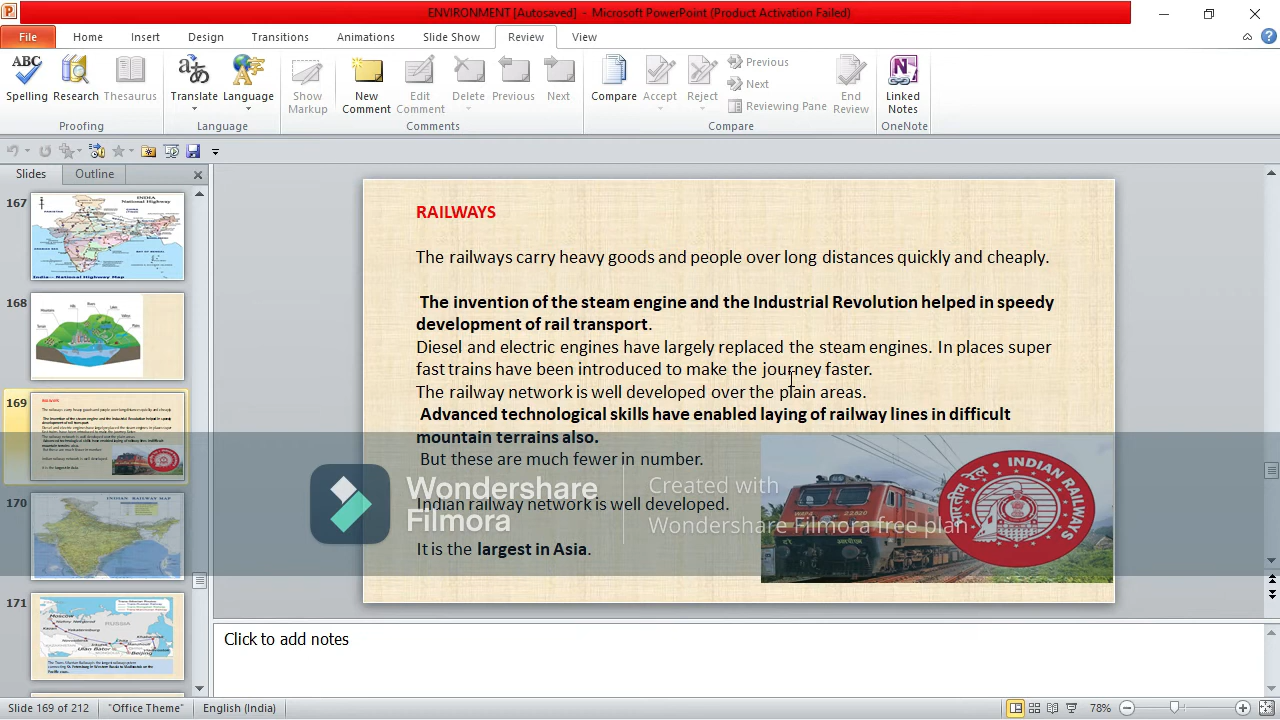 ENVIRONMENT [Autosaved] - Microsoft PowerPoint (Product Activation Failed)
File Home Insert Design Transitions Animations Slide Show Review View
Spelling Research Thesaurus Translate Language Show Markup New Comment Edit Comment Delete Previous Next Compare Accept Reject Previous Next Reviewing Pane End Review Linked Notes
Proofing Language Comments Compare OneNote
Slides Outline
167
168
169
170
171
RAILWAYS
The railways carry heavy goods and people over long distances quickly and cheaply.
The invention of the steam engine and the Industrial Revolution helped in speedy
development of rail transport.
Diesel and electric engines have largely replaced the steam engines. In places super
fast trains have been introduced to make the journey faster.
The railway network is well developed over the plain areas.
Advanced technological skills have enabled laying of railway lines in difficult
mountain terrains also.
But these are much fewer in number.
Indian railway network is well developed.
It is the largest in Asia.
Wondershare
Filmora
Created with
Wondershare Filmora free plan
भारतीय रेल
INDIAN RAILWAYS
Click to add notes
Slide 169 of 212 "Office Theme" English (India) 78%